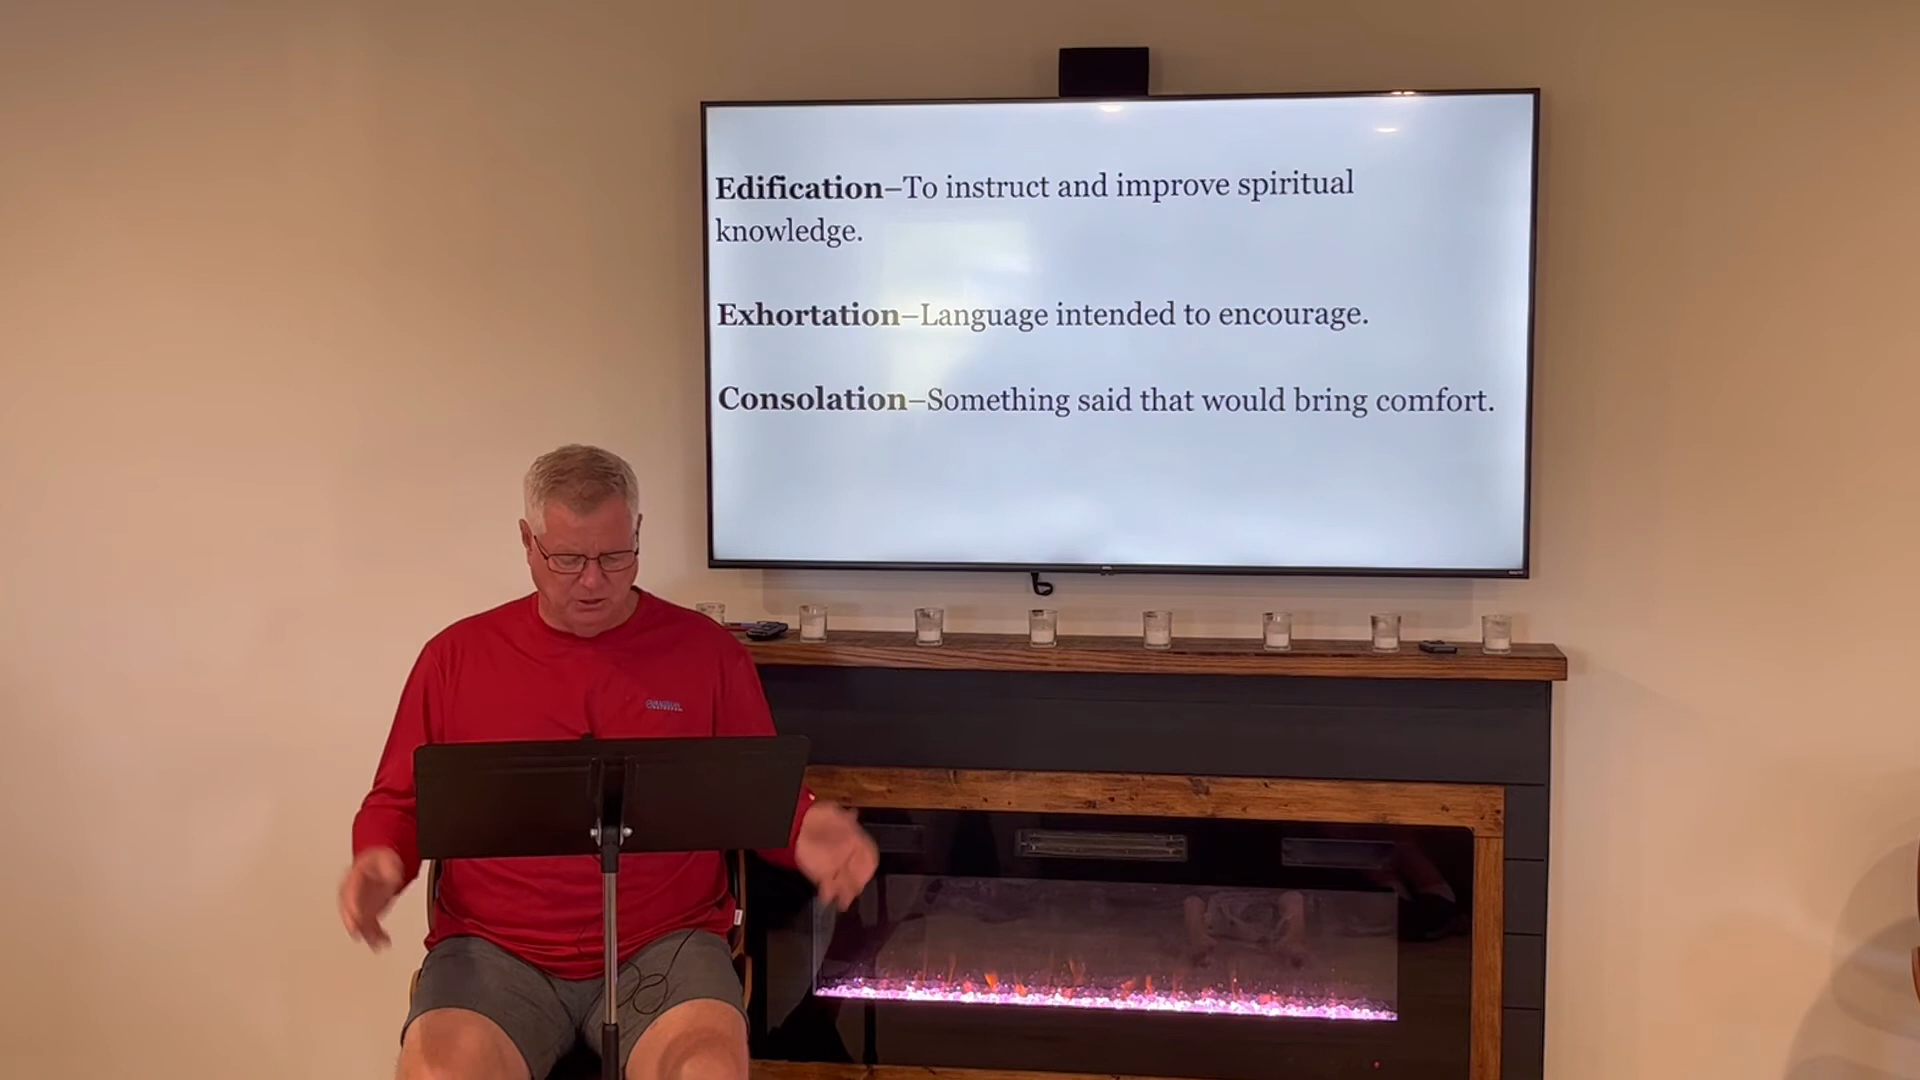 Edification–To instruct and improve spiritual
knowledge.
Exhortation–Language intended to encourage.
Consolation–Something said that would bring comfort.